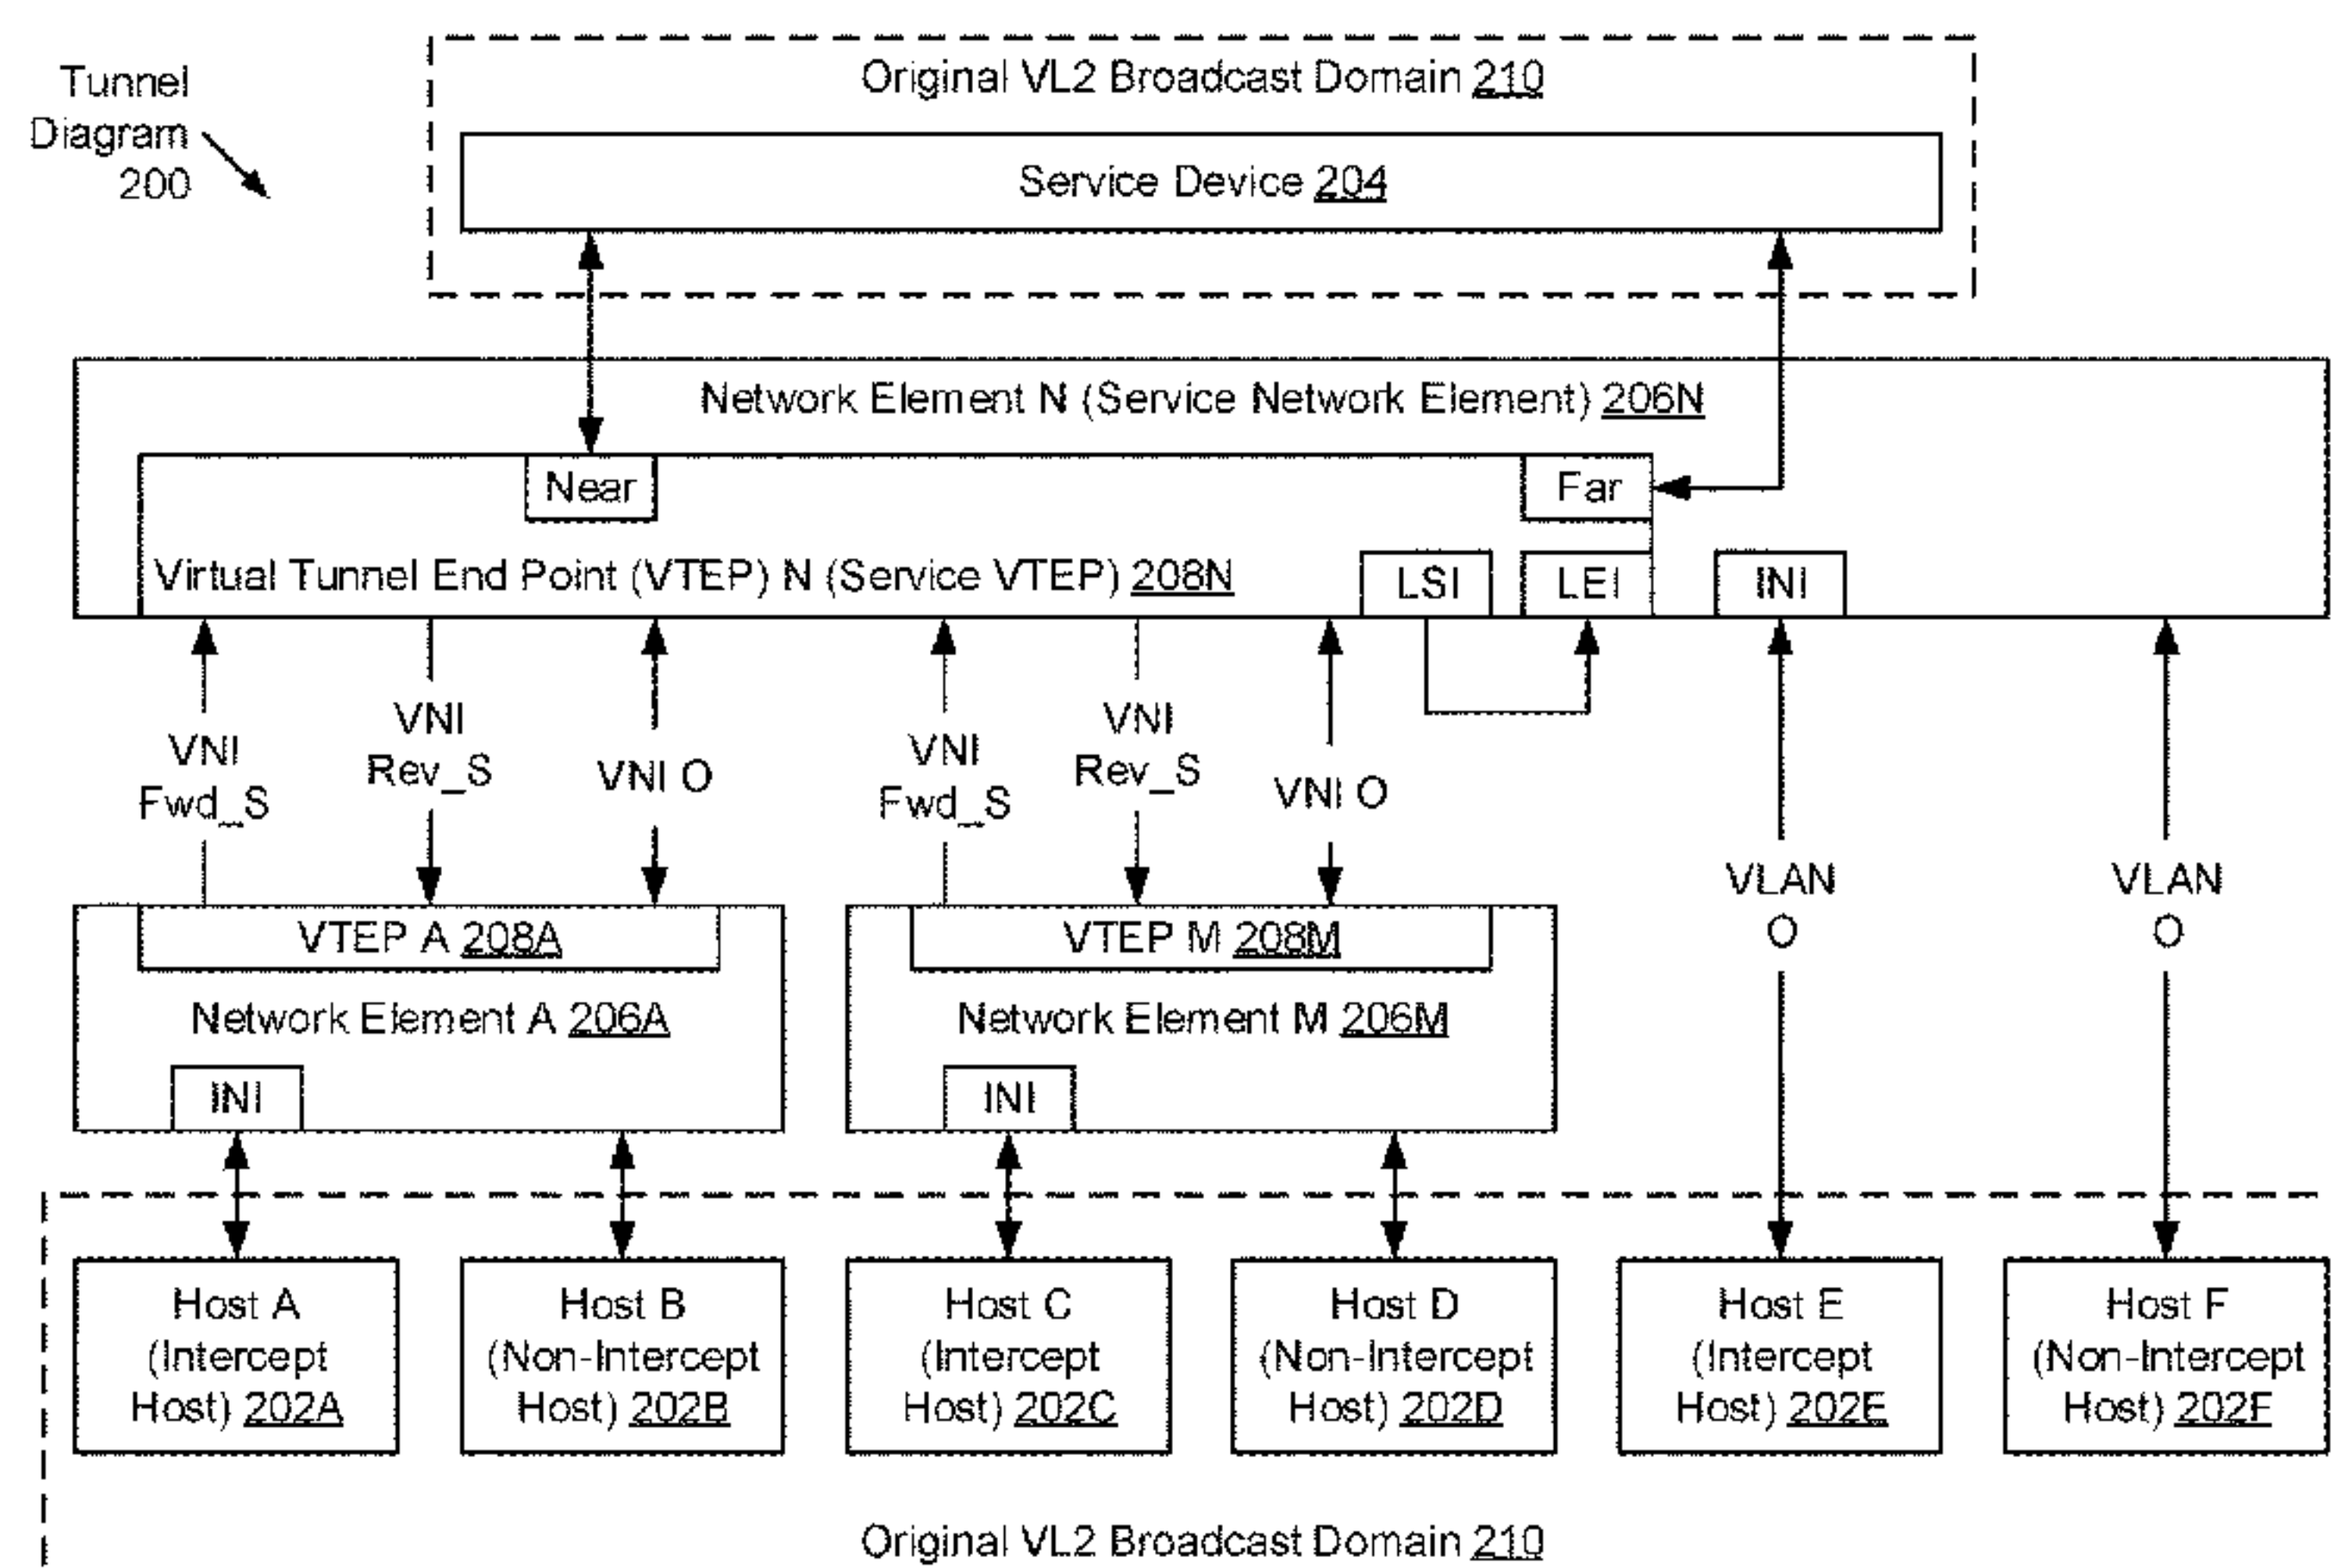 Tunnel
Diagram
200
Original VL2 Broadcast Domain 210
Service Device 204
Network Element N (Service Network Element) 206N
Near
Far
Virtual Tunnel End Point (VTEP) N (Service VTEP) 208N
LSI
LEI
INI
VNI
Fwd_S
VNI
Rev_S
VNI O
VNI
Fwd_S
VNI
Rev_S
VNI O
VLAN
O
VLAN
O
VTEP A 208A
Network Element A 206A
INI
VTEP M 208M
Network Element M 206M
INI
Host A
(Intercept
Host) 202A
Host B
(Non-Intercept
Host) 202B
Host C
(Intercept
Host) 202C
Host D
(Non-Intercept
Host) 202D
Host E
(Intercept
Host) 202E
Host F
(Non-Intercept
Host) 202F
Original VL2 Broadcast Domain 210